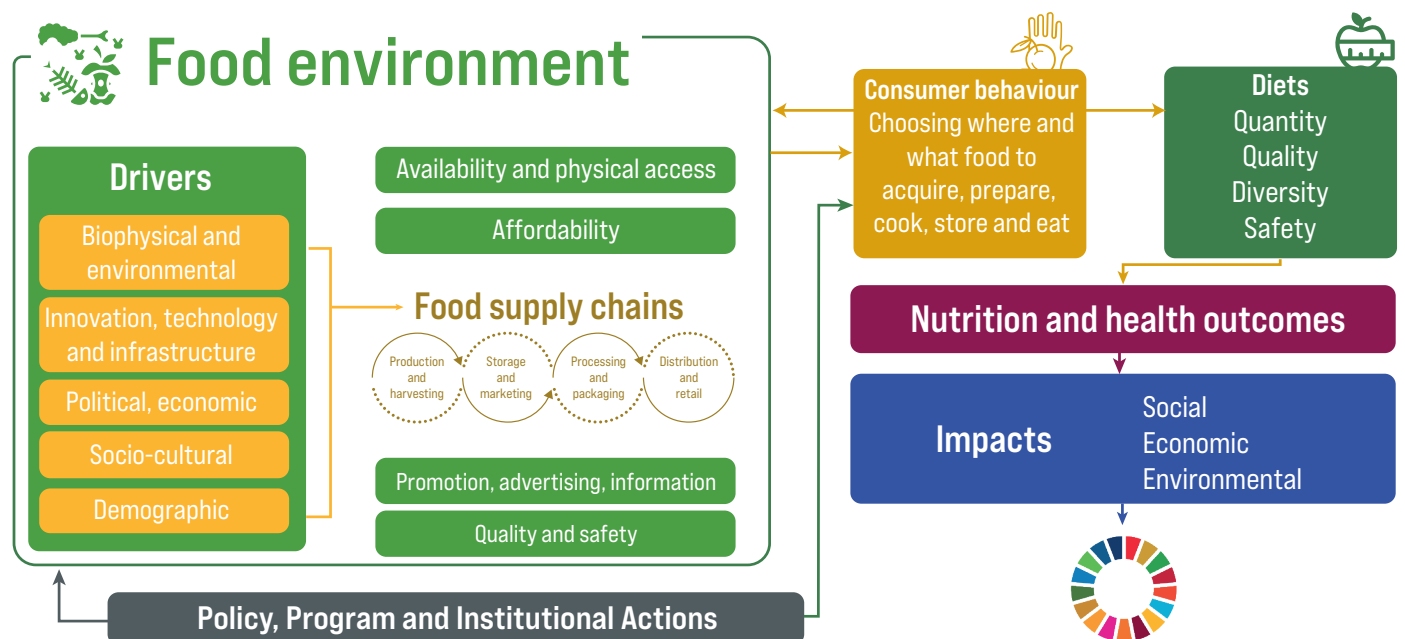 Food environment
Drivers
Biophysical and
environmental
Innovation, technology
and infrastructure
Political, economic
Socio-cultural
Demographic
Availability and physical access
Affordability
Food supply chains
Production
and
harvesting
Storage
and
marketing
Processing
and
packaging
Distribution
and
retail
Promotion, advertising, information
Quality and safety
Policy, Program and Institutional Actions
Consumer behaviour
Choosing where and
what food to
acquire, prepare,
cook, store and eat
Diets
Quantity
Quality
Diversity
Safety
Nutrition and health outcomes
Impacts
Social
Economic
Environmental